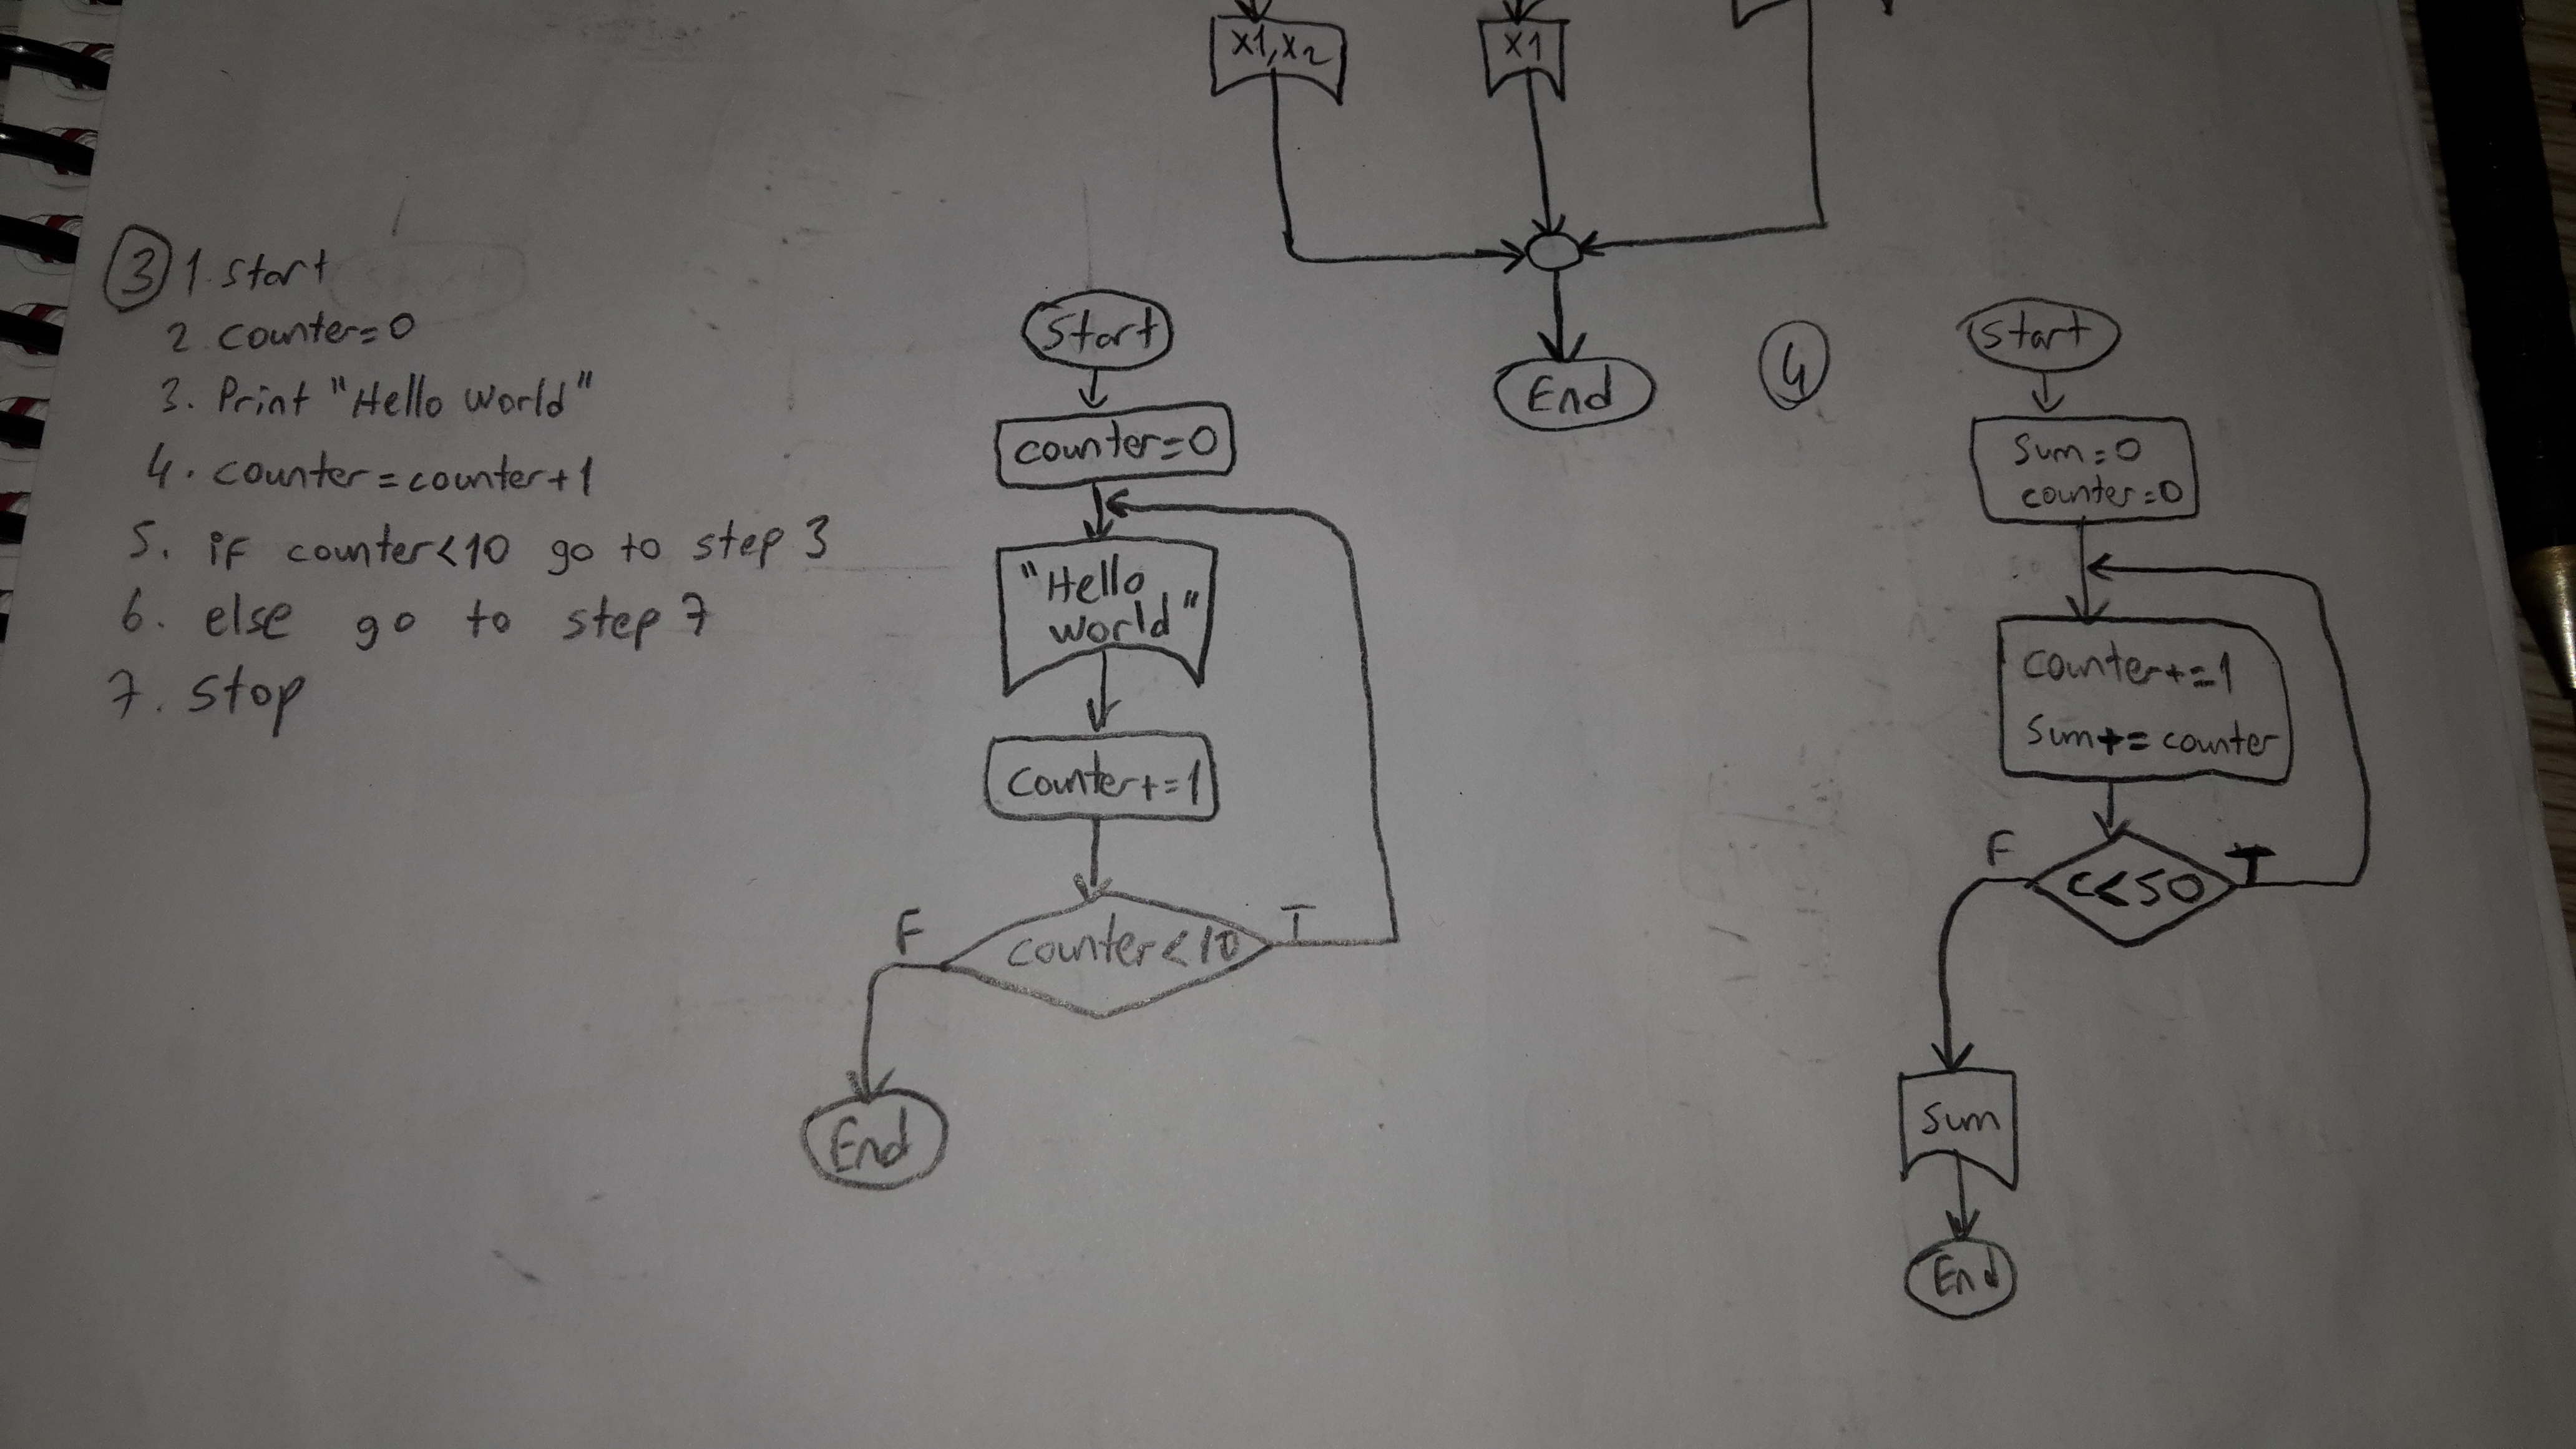 x1,x2
x1
End
3
1. Start
2. counter=0
3. Print "Hello World"
4. counter=counter+1
5. if counter<10 go to step 3
6. else go to step 7
7. stop
Start
counter=0
"Hello
World"
counter+=1
counter<10
F
T
End
4
Start
Sum=0
counter=0
counter+=1
Sum+=counter
c<50
F
T
Sum
End